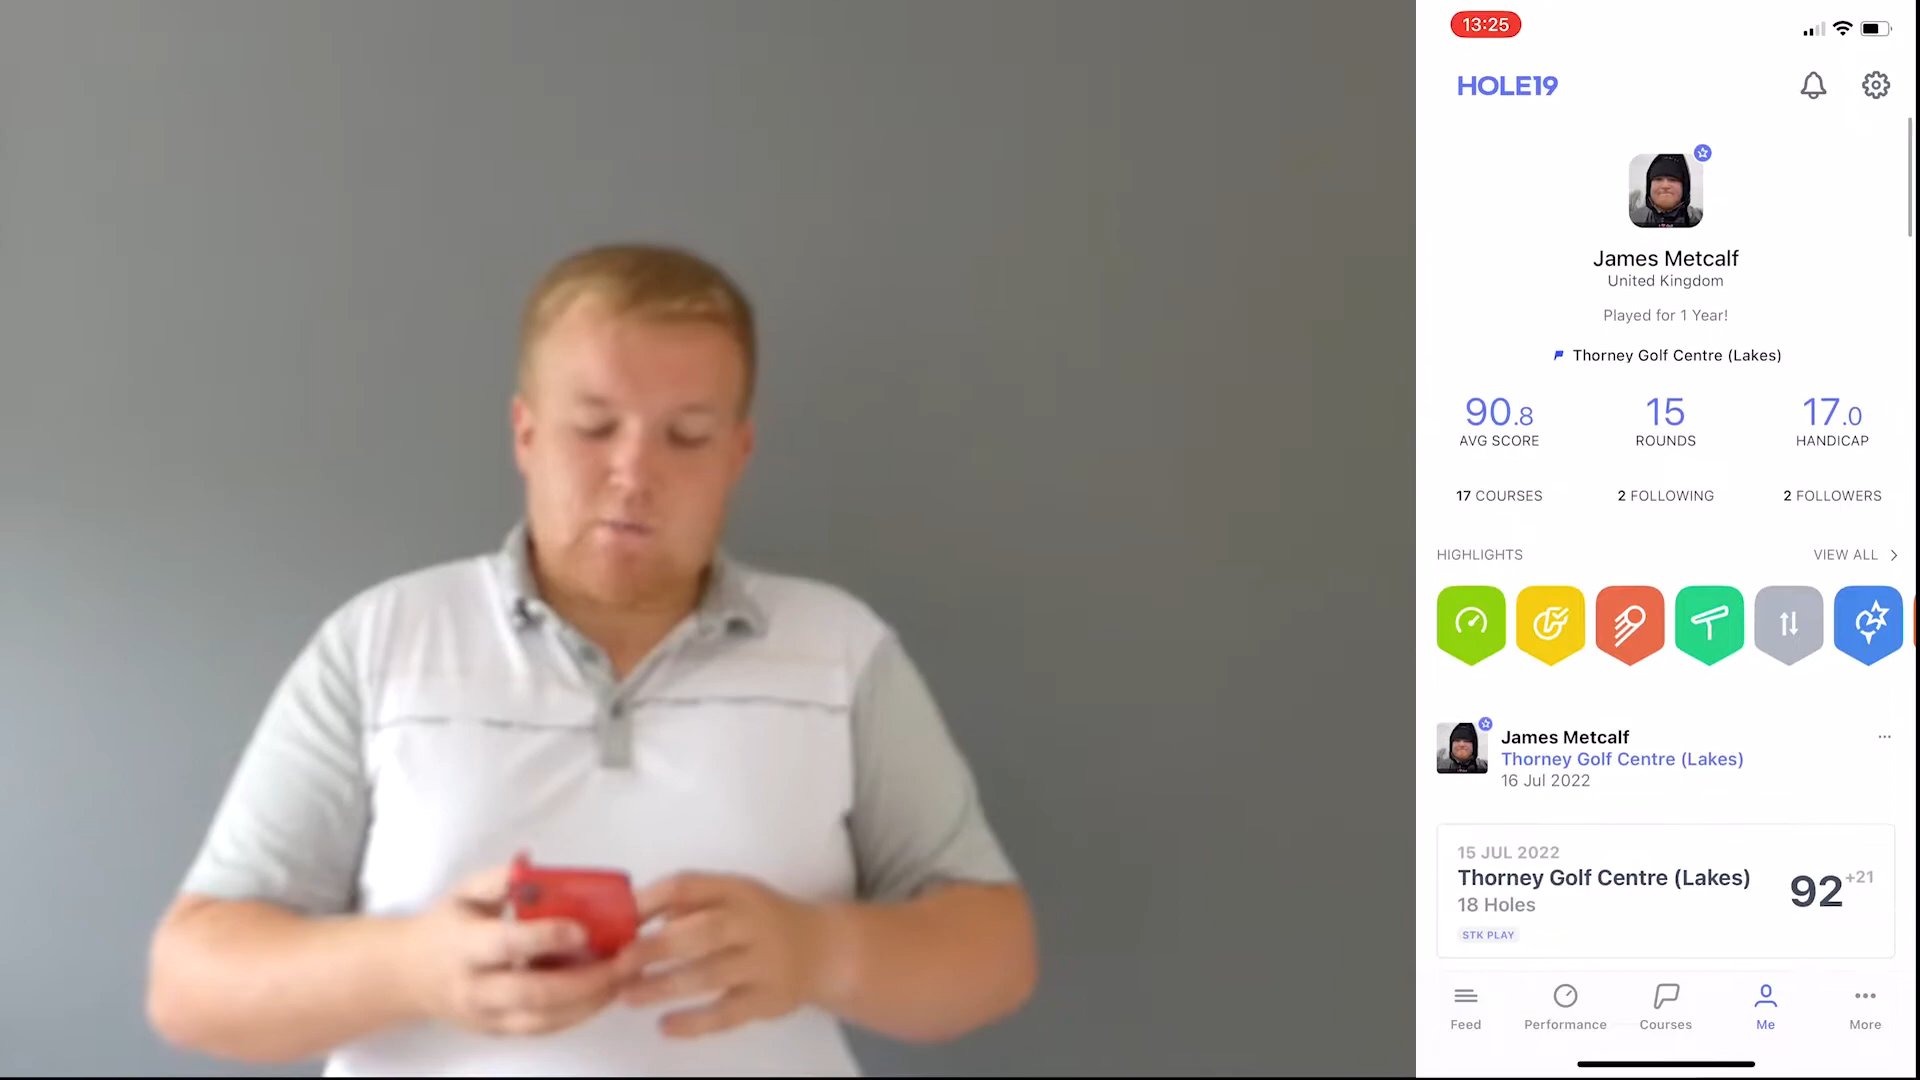 13:25
HOLE19
James Metcalf
United Kingdom
Played for 1 Year!
Thorney Golf Centre (Lakes)
90.8 15 17.0
AVG SCORE ROUNDS HANDICAP
17 COURSES 2 FOLLOWING 2 FOLLOWERS
HIGHLIGHTS VIEW ALL
James Metcalf
Thorney Golf Centre (Lakes)
16 Jul 2022
15 JUL 2022
Thorney Golf Centre (Lakes) 92 +21
18 Holes
STK PLAY
Feed Performance Courses Me More